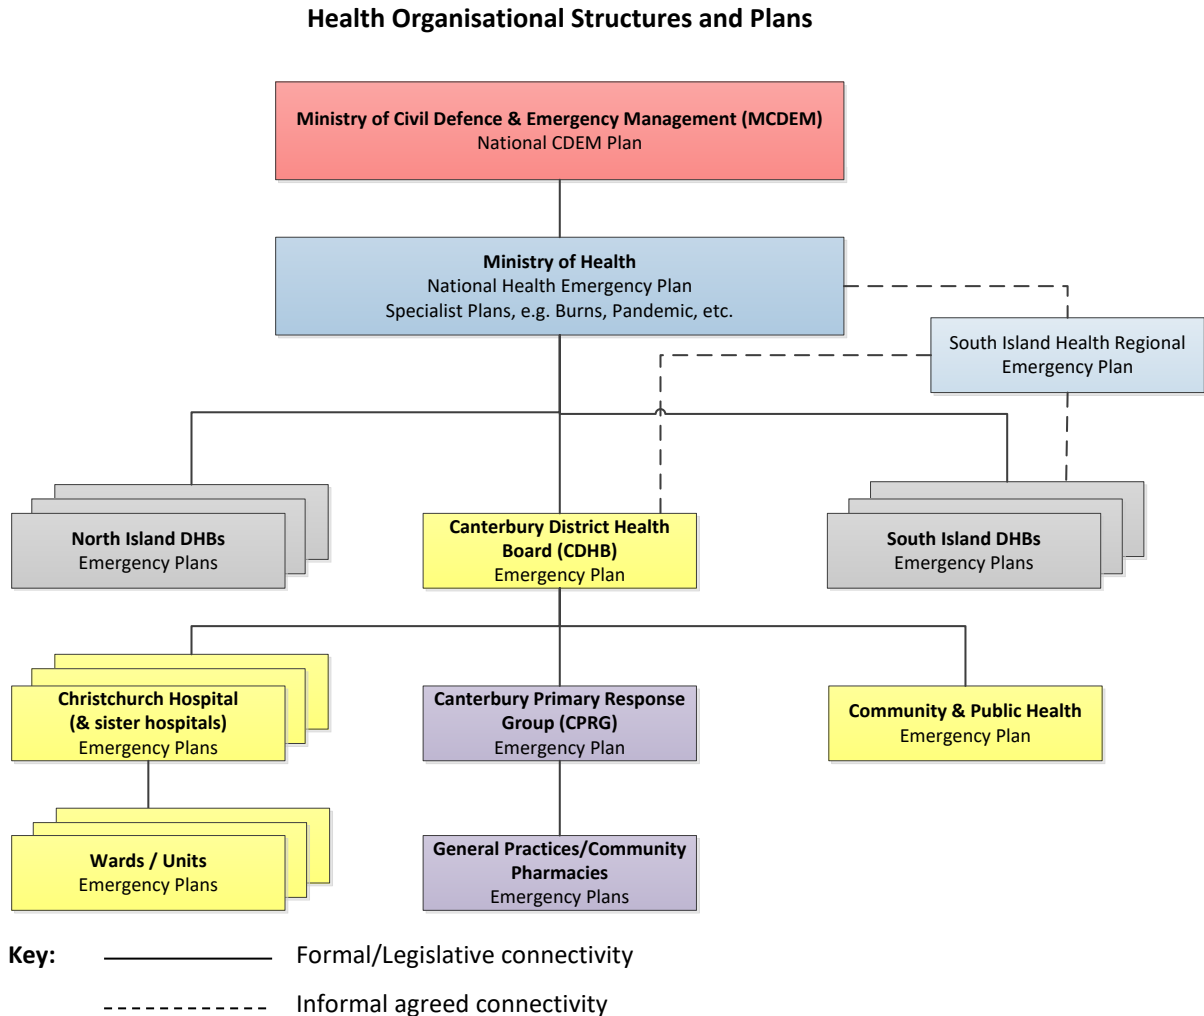 Health Organisational Structures and Plans
Ministry of Civil Defence & Emergency Management (MCDEM)
National CDEM Plan
Ministry of Health
National Health Emergency Plan
Specialist Plans, e.g. Burns, Pandemic, etc.
South Island Health Regional
Emergency Plan
North Island DHBs
Emergency Plans
Canterbury District Health
Board (CDHB)
Emergency Plan
South Island DHBs
Emergency Plans
Christchurch Hospital
(& sister hospitals)
Emergency Plans
Canterbury Primary Response
Group (CPRG)
Emergency Plan
Community & Public Health
Emergency Plan
Wards / Units
Emergency Plans
General Practices/Community
Pharmacies
Emergency Plans
Key:
Formal/Legislative connectivity
Informal agreed connectivity